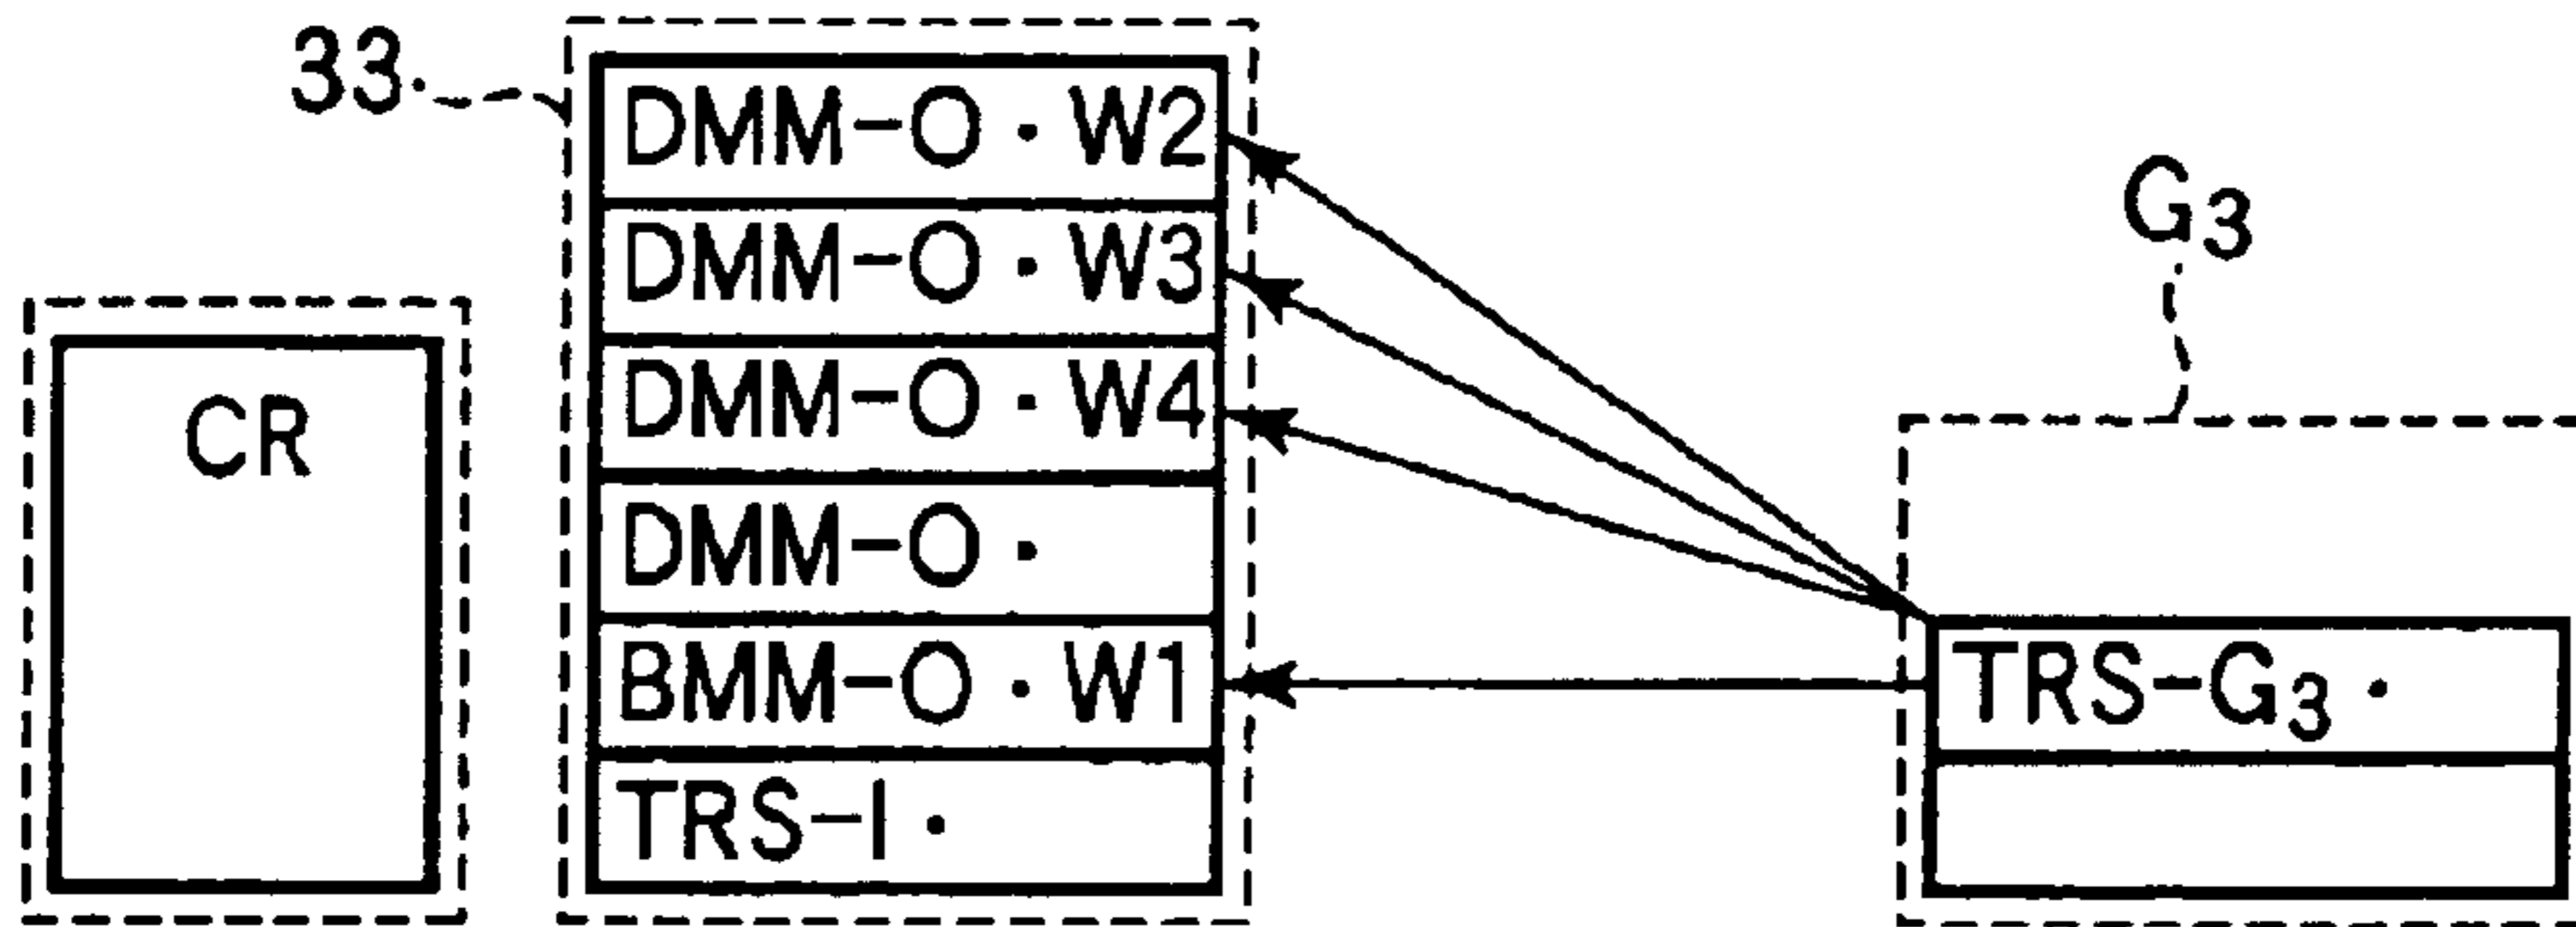 33
DMM-O · W2
DMM-O · W3
DMM-O · W4
DMM-O ·
BMM-O · W1
TRS-I ·
CR
G3
TRS-G3 ·